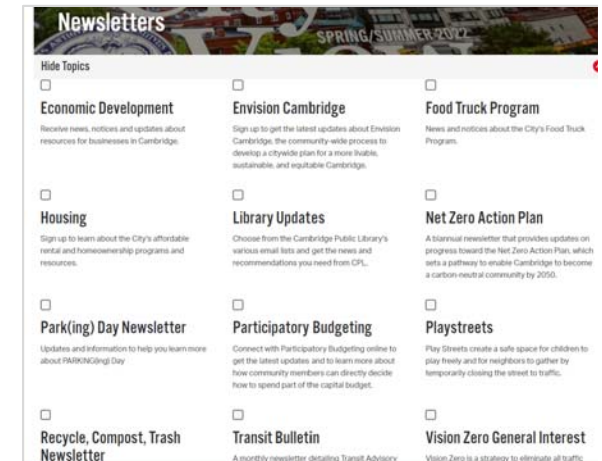 Newsletters
SPRING/SUMMER 2022
Hide Topics
Economic Development
Receive news, notices and updates about
resources for businesses in Cambridge.
Envision Cambridge
Sign up to get the latest updates about Envision
Cambridge, the community-wide process to
develop a citywide plan for a more livable,
sustainable, and equitable Cambridge.
Food Truck Program
News and notices about the City's Food Truck
Program.
Housing
Sign up to learn about the City's affordable
rental and homeownership programs and
resources.
Library Updates
Choose from the Cambridge Public Library's
various email lists and get the news and
recommendations you need from CPL.
Net Zero Action Plan
A biannual newsletter that provides updates on
progress toward the Net Zero Action Plan, which
sets a pathway to enable Cambridge to become
a carbon-neutral community by 2050.
Park(ing) Day Newsletter
Updates and information to help you learn more
about PARKING(ing) Day
Participatory Budgeting
Connect with Participatory Budgeting online to
get the latest updates and to learn more about
how community members can directly decide
how to spend part of the capital budget.
Playstreets
Play Streets create a safe space for children to
play freely and for neighbors to gather by
temporarily closing the street to traffic.
Recycle, Compost, Trash
Newsletter
Transit Bulletin
A monthly newsletter detailing Transit Advisory
Vision Zero General Interest
Vision Zero is a strategy to eliminate all traffic